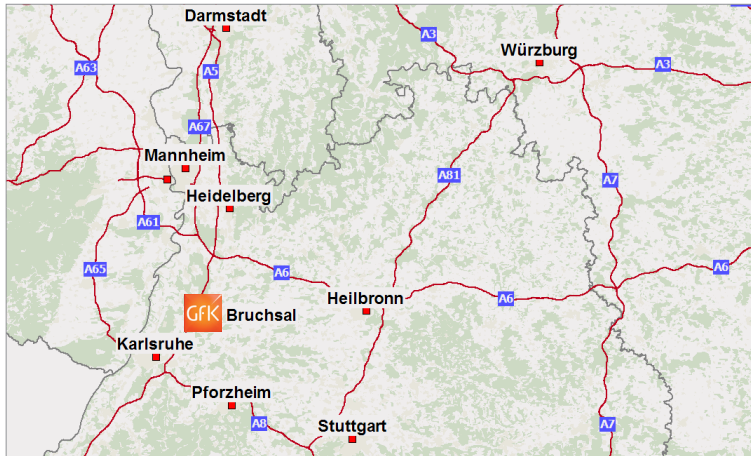 Darmstadt
A3
Würzburg
A63
A5
A3
A67
Mannheim
A81
A7
Heidelberg
A61
A65
A6
A6
Heilbronn
A6
GfK
Bruchsal
Karlsruhe
Pforzheim
A8
Stuttgart
A7